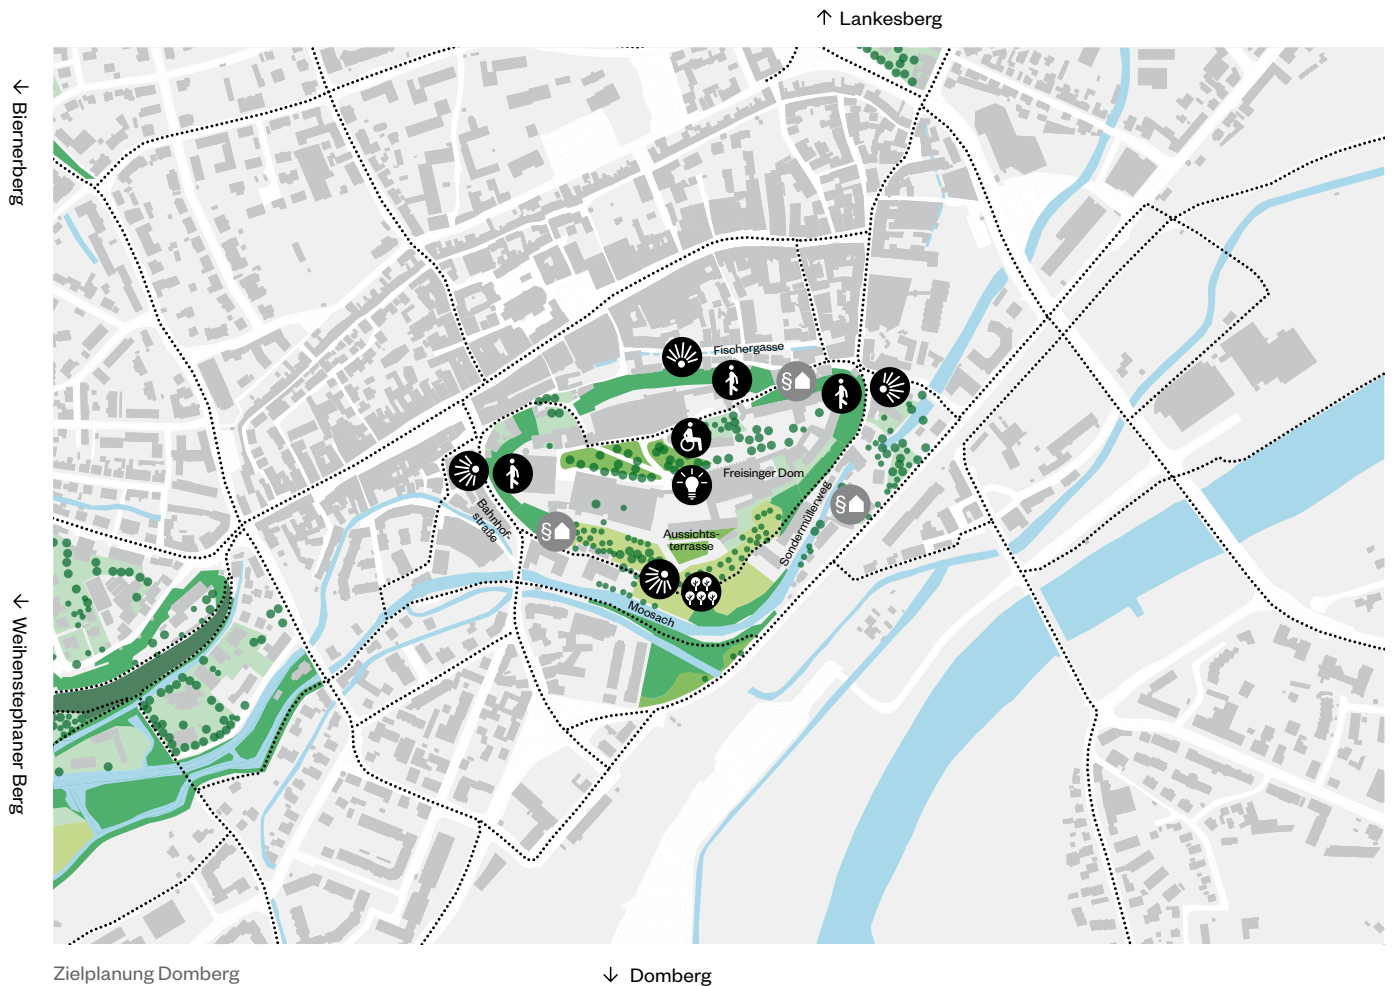 ↑ Lankesberg
↓ Biernerberg
↓ Weihenstephaner Berg
Fischergasse
§
Freisinger Dom
Bahnhof-
straße
§
Sondermüllerweg
§
Aussichts-
terrasse
Moosach
Zielplanung Domberg
↓ Domberg